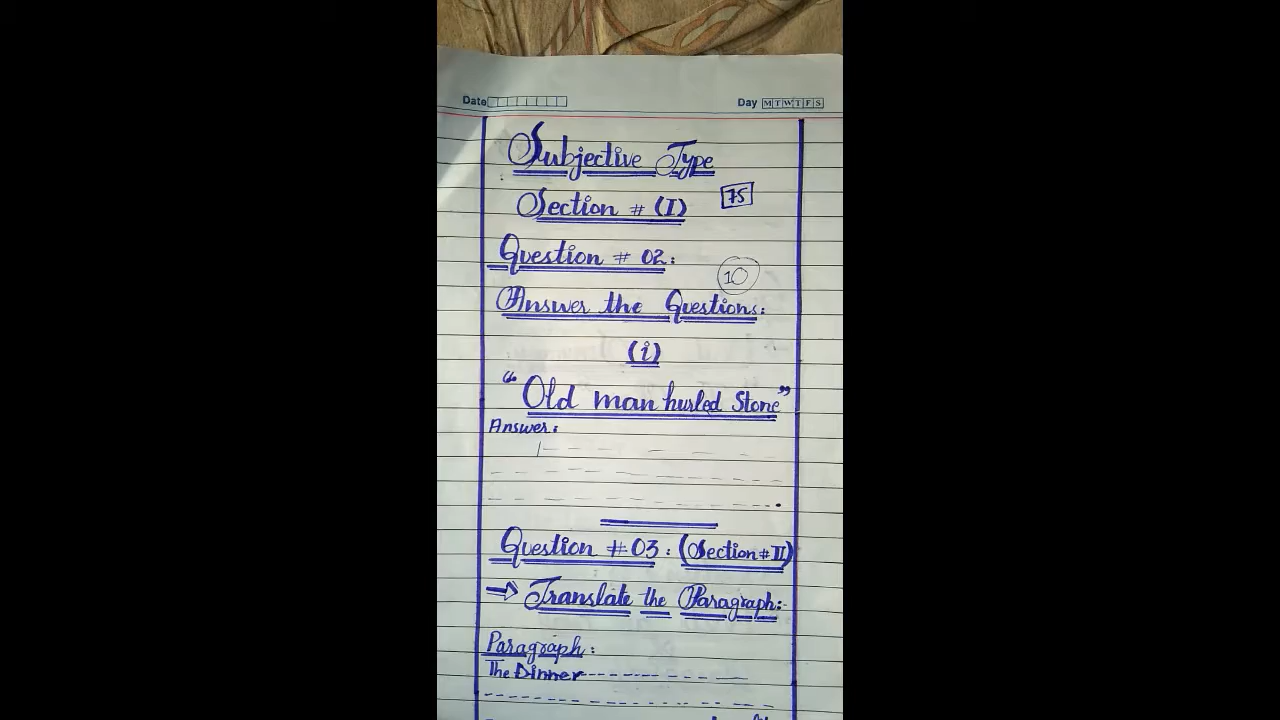 Date Day M T W T F S
Subjective Type
Section # (I) 75
Question # 02:
10
Answer the Questions:
(i)
"Old man hurled Stone"
Answer:
Question #03: (Section # II)
⇒ Translate the Paragraph:-
Paragraph:
The Dinner